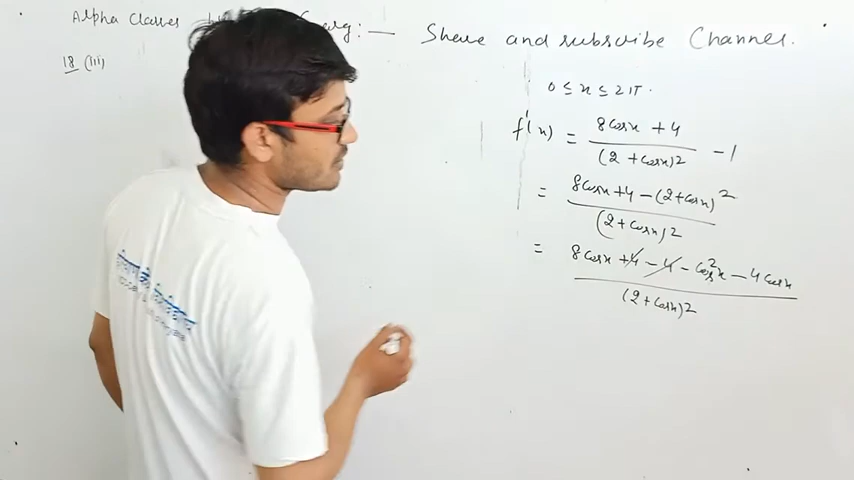 Alpha Classes :— Share and subscribe Channel.
18 (iii)
0 ≤ x ≤ 2π.
f'(x) = (8cosx + 4)/(2 + cosx)2 - 1
= (8cosx+4 - (2+cosx)2)/(2 + cosx)2
= (8cosx + 4 - 4 - cos2x - 4cosx)/(2+cosx)2